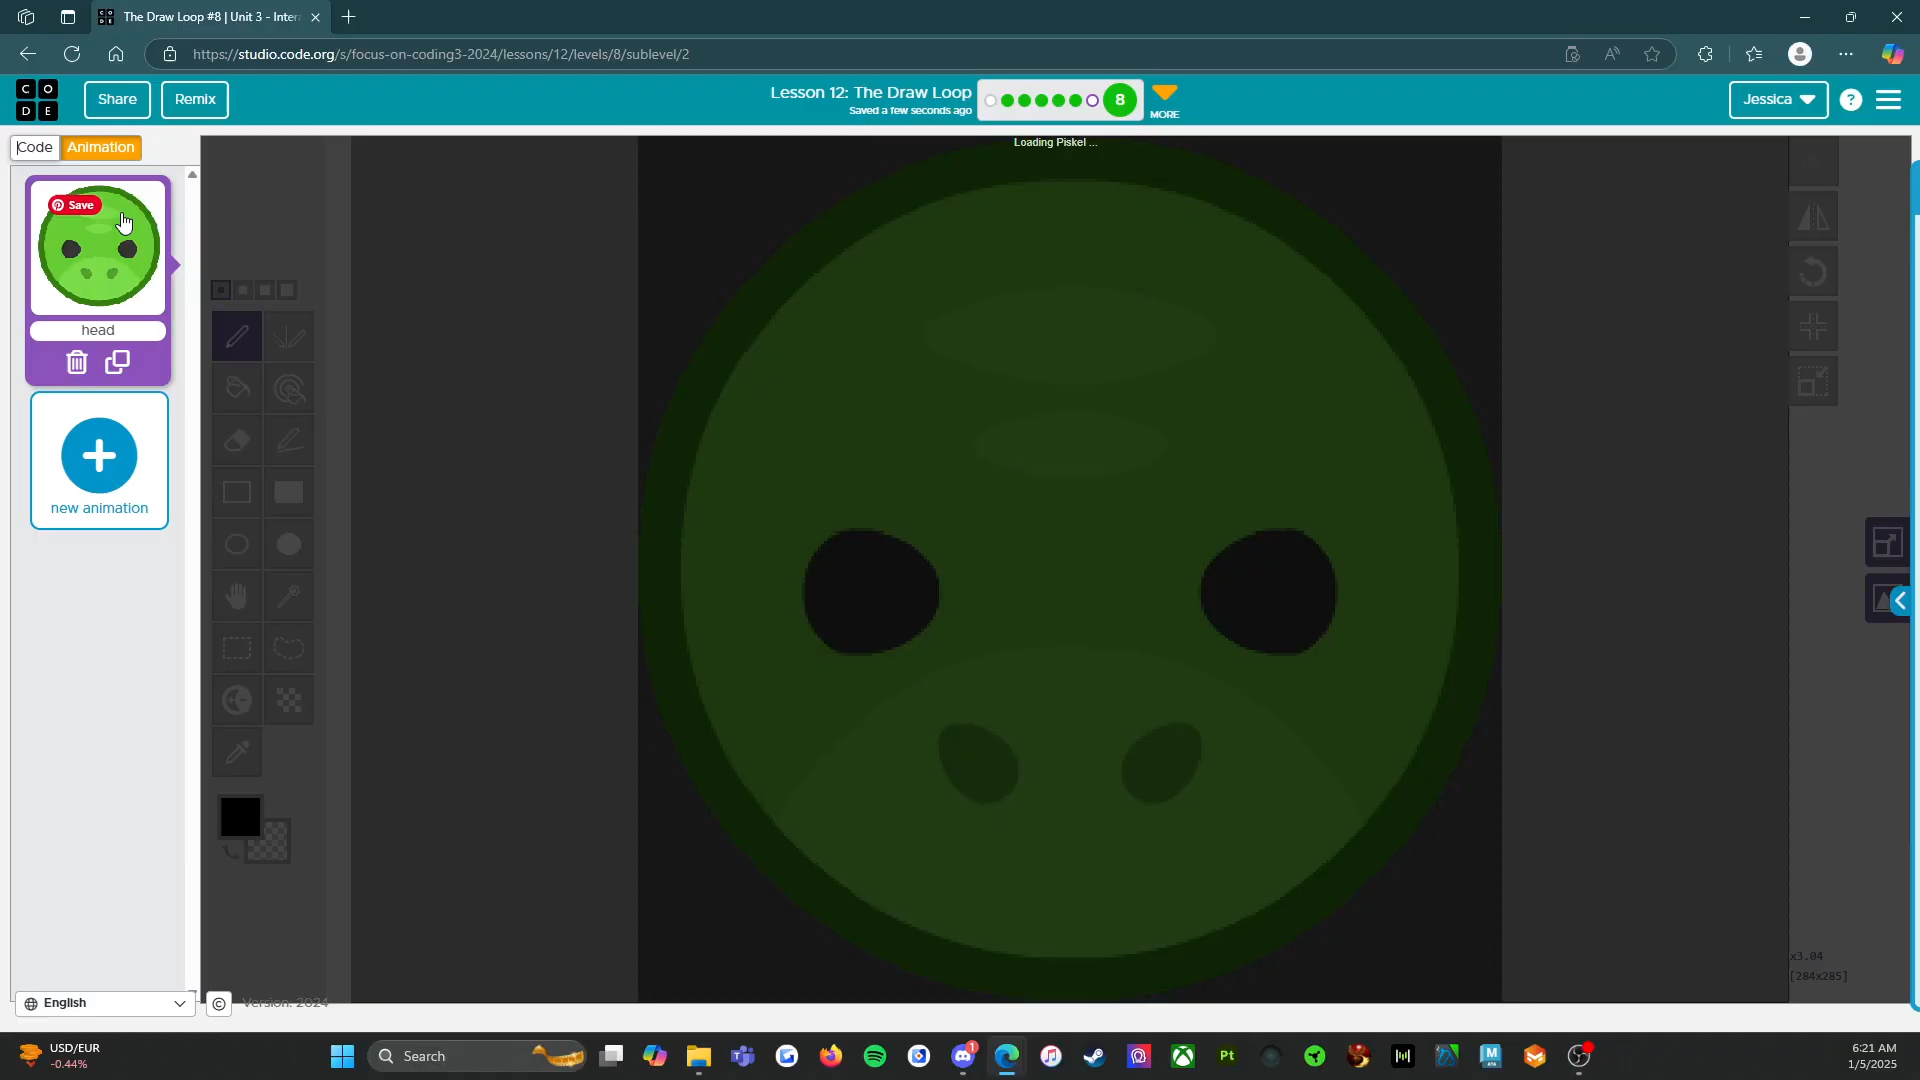 The Draw Loop #8 | Unit 3 - Inter
https://studio.code.org/s/focus-on-coding3-2024/lessons/12/levels/8/sublevel/2
C O
D E
Share
Remix
Lesson 12: The Draw Loop
Saved a few seconds ago
8
MORE
Jessica
?
Code
Animation
Loading Piskel ...
Save
head
new animation
x3.04
[284x285]
English
©
Version: 2024
USD/EUR
-0.44%
Search
1
Pt
M
6:21 AM
1/5/2025